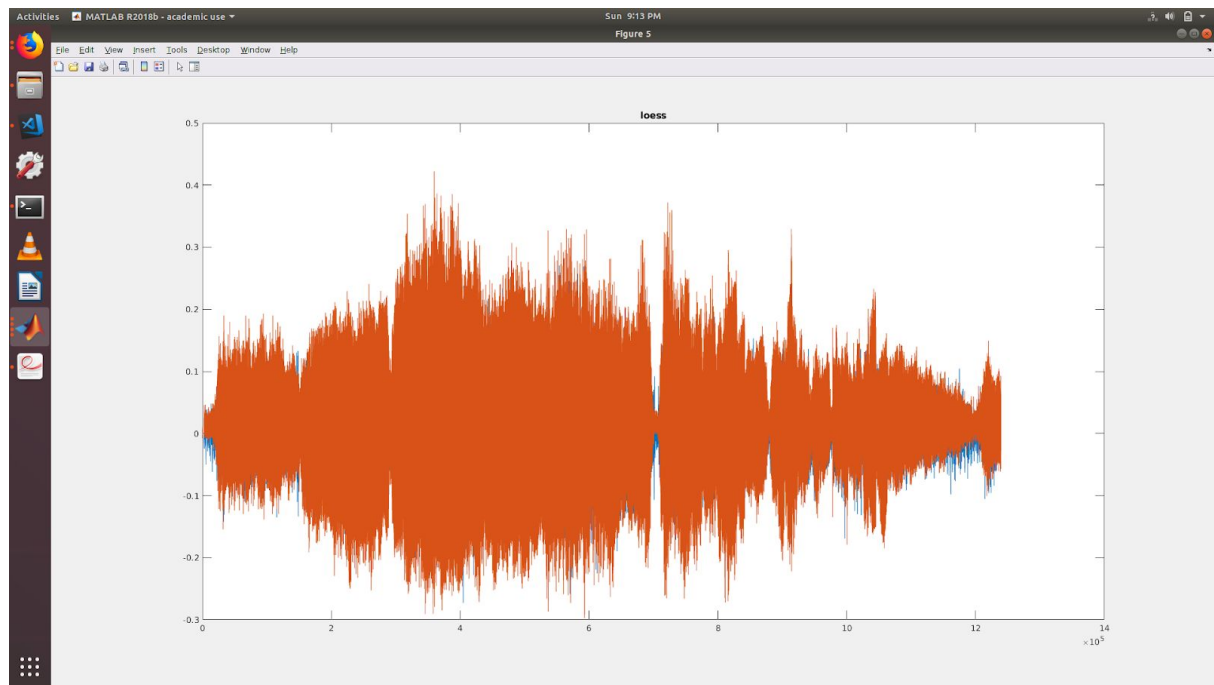 Activities MATLAB R2018b - academic use Sun 9:13 PM
Figure 5
File Edit View Insert Tools Desktop Window Help
loess
0.5
0.4
0.3
0.2
0.1
0
-0.1
-0.2
-0.3
0 2 4 6 8 10 12 14
×10⁵